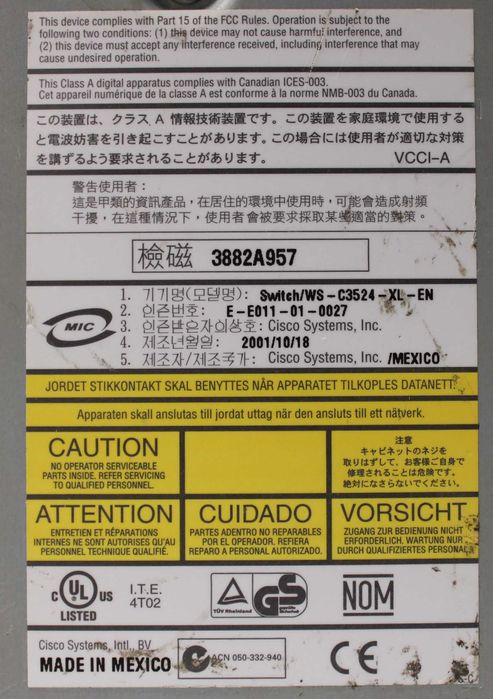 This device complies with Part 15 of the FCC Rules. Operation is subject to the
following two conditions: (1) this device may not cause harmful interference, and
(2) this device must accept any interference received, including interference that may
cause undesired operation.
This Class A digital apparatus complies with Canadian ICES-003.
Cet appareil numérique de la classe A est conforme à la norme NMB-003 du Canada.
この装置は、クラス A 情報技術装置です。この装置を家庭環境で使用する
と電波妨害を引き起こすことがあります。この場合には使用者が適切な対策
を講ずるよう要求されることがあります。 VCCI-A
警告使用者：
這是甲類的資訊產品，在居住的環境中使用時，可能會造成射頻
干擾，在這種情況下，使用者會被要求採取某些適當的對策。
檢磁 3882A957
MIC
1. 기기명(모델명): Switch/WS-C3524-XL-EN
2. 인증번호: E-E011-01-0027
3. 인증받은자의상호: Cisco Systems, Inc.
4. 제조년월일: 2001/10/18
5. 제조자/제조국가: Cisco Systems, Inc. /MEXICO
JORDET STIKKONTAKT SKAL BENYTTES NÅR APPARATET TILKOPLES DATANETT.
Apparaten skall anslutas till jordat uttag när den ansluts till ett nätverk.
CAUTION
NO OPERATOR SERVICEABLE
PARTS INSIDE. REFER SERVICING
TO QUALIFIED PERSONNEL.
注意
キャビネットのネジを
取りはずして、お客様ご自身で
修理されることは危険です。
絶対になさらないでください。
ATTENTION
ENTRETIEN ET RÉPARATIONS
INTERNES NE SONT AUTORISÉS QU'AU
PERSONNEL TECHNIQUE QUALIFIÉ.
CUIDADO
PARTES ADENTRO NO REPARABLES
POR EL OPERADOR. REFIERA
REPARO A PERSONAL AUTORIZADO.
VORSICHT
ZUGANG ZUR BEDIENUNG NICHT
ERFORDERLICH. WARTUNG NUR
DURCH QUALIFIZIERTES PERSONAL
C UL US
LISTED
I.T.E.
4T02
TÜV Rheinland
GS
NOM
Cisco Systems, Intl. BV
MADE IN MEXICO
ACN 050-332-940
CE